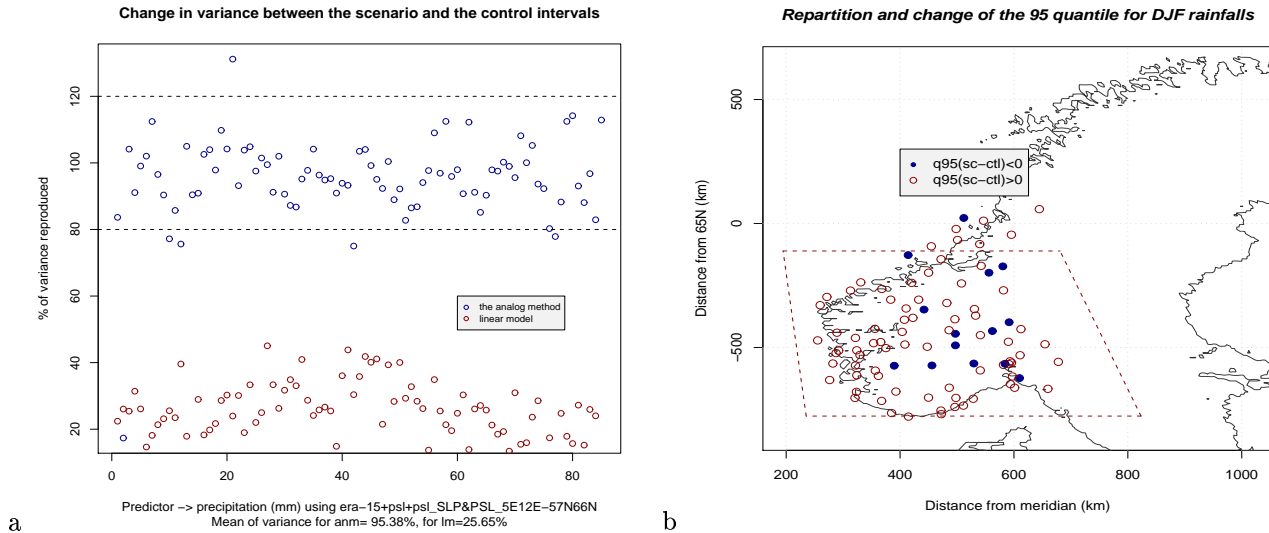 Change in variance between the scenario and the control intervals
% of variance reproduced
120
100
80
60
40
20
the analog method
linear model
0
20
40
60
80
Predictor −> precipitation (mm) using era−15+psl+psl_SLP&PSL_5E12E−57N66N
Mean of variance for anm= 95.38%, for lm=25.65%
a
Repartition and change of the 95 quantile for DJF rainfalls
Distance from 65N (km)
500
0
−500
q95(sc−ctl)<0
q95(sc−ctl)>0
200
400
600
800
1000
Distance from meridian (km)
b